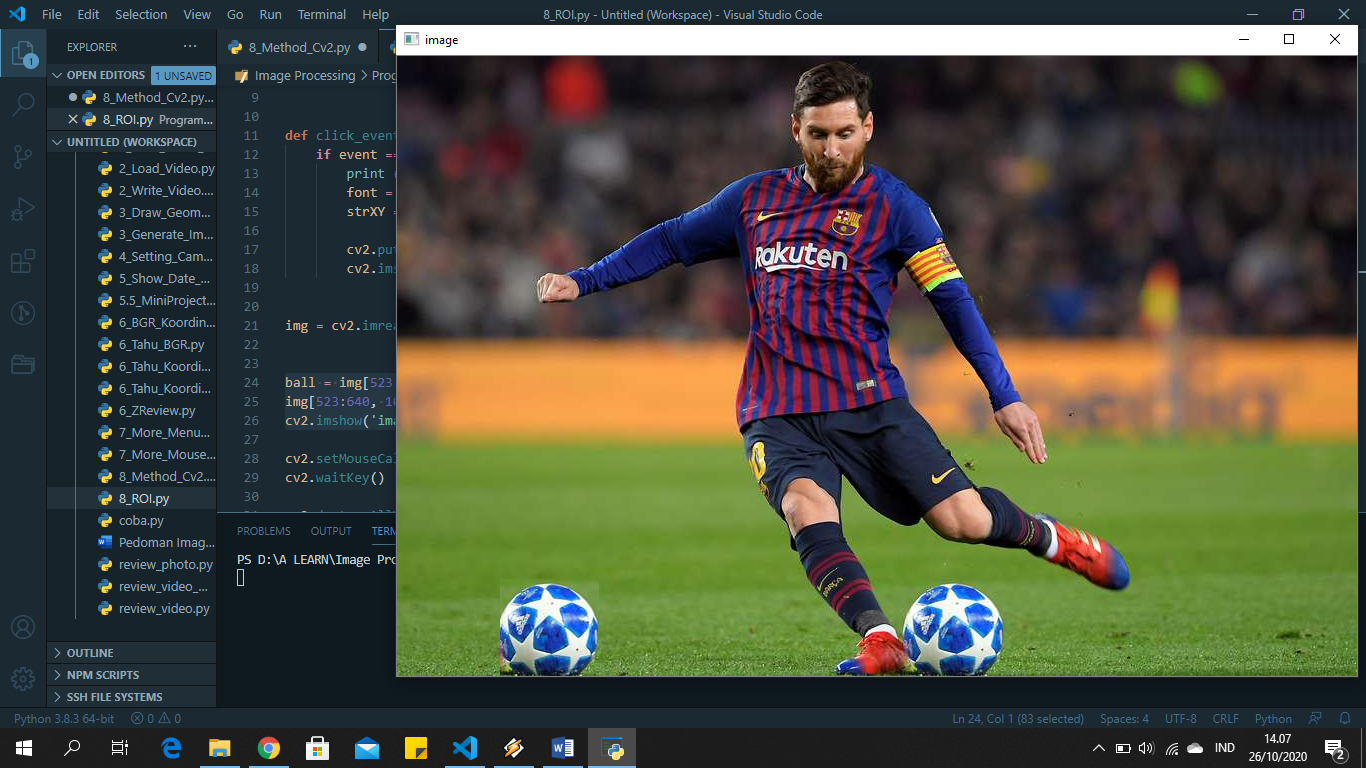 File Edit Selection View Go Run Terminal Help
8_ROI.py - Untitled (Workspace) - Visual Studio Code
EXPLORER
OPEN EDITORS 1 UNSAVED
8_Method_Cv2.py...
8_ROI.py Program...
UNTITLED (WORKSPACE)
2_Load_Video.py
2_Write_Video....
3_Draw_Geom...
3_Generate_Im...
4_Setting_Cam...
5_Show_Date_...
5.5_MiniProject...
6_BGR_Koordin...
6_Tahu_BGR.py
6_Tahu_Koordi...
6_Tahu_Koordi...
6_ZReview.py
7_More_Menu...
7_More_Mouse...
8_Method_Cv2....
8_ROI.py
coba.py
Pedoman Imag...
review_photo.py
review_video_...
review_video.py
OUTLINE
NPM SCRIPTS
SSH FILE SYSTEMS
1
8_Method_Cv2.py
Image Processing > Proc
9
10
11 def click_event
12 if event ==
13 print (
14 font =
15 strXY =
16
17 cv2.put
18 cv2.ims
19
20
21 img = cv2.imrea
22
23
24 ball = img[523
25 img[523:640, 10
26 cv2.imshow('ima
27
28 cv2.setMouseCal
29 cv2.waitKey()
30
PROBLEMS OUTPUT TERM
PS D:\A LEARN\Image Pro
image
Rakuten
Python 3.8.3 64-bit 0 0
Ln 24, Col 1 (83 selected) Spaces: 4 UTF-8 CRLF Python
IND
14.07
26/10/2020
2